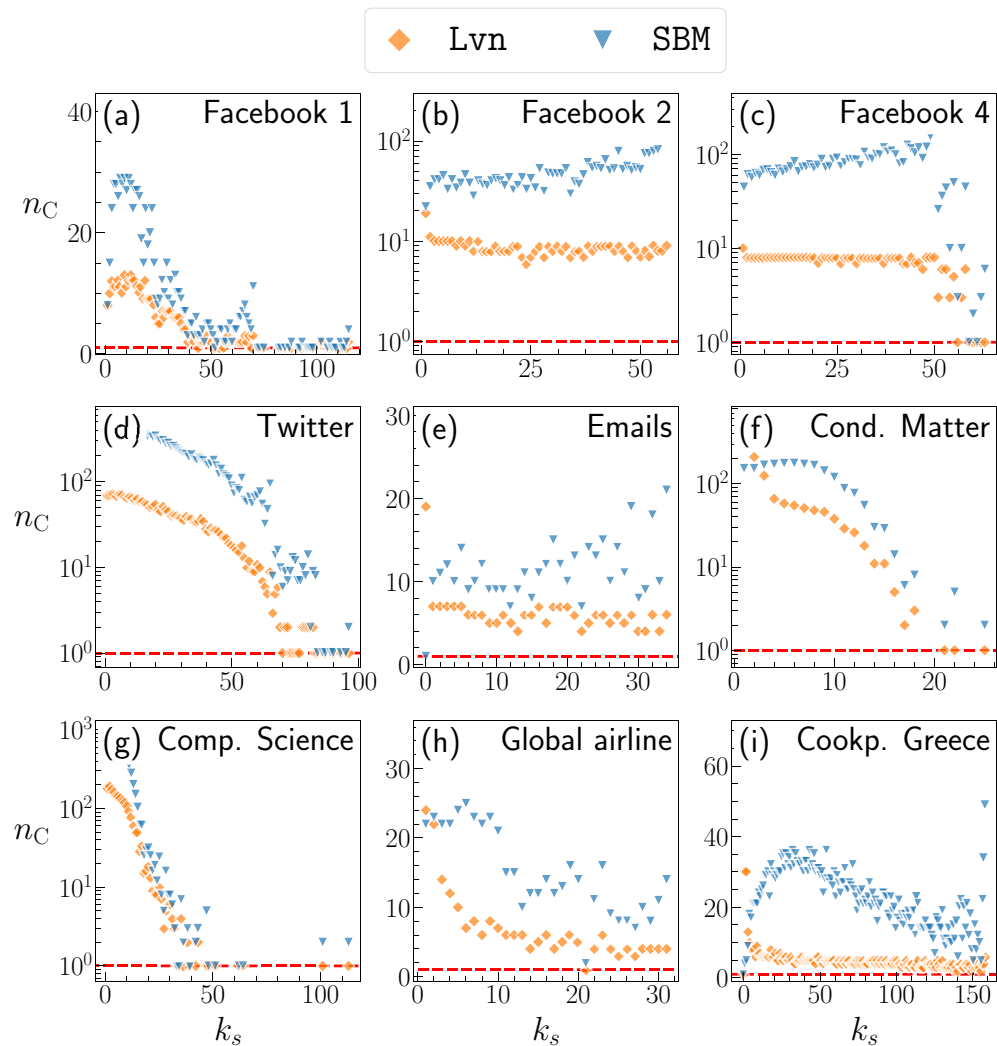 Lvn SBM
(a) Facebook 1
(b) Facebook 2
(c) Facebook 4
n_C
40
20
0
0 50 100
10^2
10^1
10^0
0 25 50
10^2
10^1
10^0
0 25 50
(d) Twitter
(e) Emails
(f) Cond. Matter
n_C
10^2
10^1
10^0
0 50 100
30
20
10
0
0 10 20 30
10^2
10^1
10^0
0 10 20
(g) Comp. Science
(h) Global airline
(i) Cookp. Greece
n_C
10^3
10^2
10^1
10^0
0 50 100
30
20
10
0
0 10 20 30
60
40
20
0
0 50 100 150
k_s k_s k_s